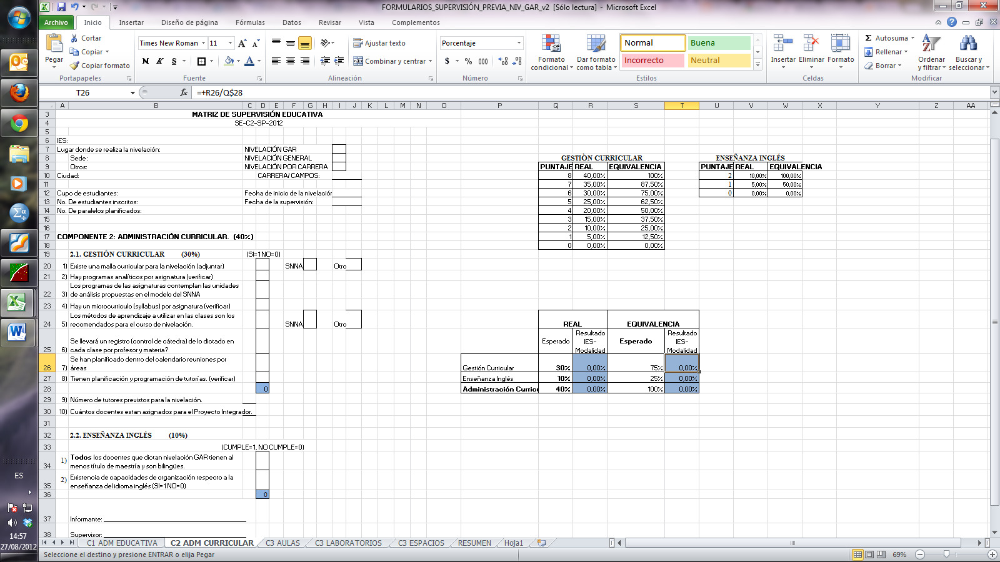 FORMULARIOS_SUPERVISIÓN_PREVIA_NIV_GAR_v2 [Sólo lectura] - Microsoft Excel
Archivo Inicio Insertar Diseño de página Fórmulas Datos Revisar Vista Complementos
Pegar Cortar Copiar Copiar formato Portapapeles
Times New Roman 11 N K S Fuente
Ajustar texto Combinar y centrar Alineación
Porcentaje $ % 000 Número
Formato condicional Dar formato como tabla Normal Buena Incorrecto Neutral Estilos
Insertar Eliminar Formato Celdas
Σ Autosuma Rellenar Borrar Ordenar y filtrar Buscar y seleccionar Modificar
T26 fx =+R26/Q$28
A B C D E F G H I J K L M N O P Q R S T U V W X Y Z AA
3 MATRIZ DE SUPERVISIÓN EDUCATIVA
4 SE-C2-SP-2012
5
6 IES:
7 Lugar donde se realiza la nivelación: NIVELACIÓN GAR
8 Sede : NIVELACIÓN GENERAL GESTIÒN CURRICULAR ENSEÑANZA INGLÉS
9 Otros: NIVELACIÓN POR CARRERA PUNTAJE REAL EQUIVALENCIA PUNTAJE REAL EQUIVALENCIA
10 Ciudad: CARRERA/ CAMPOS: 8 40,00% 100% 2 10,00% 100,00%
11 7 35,00% 87,50% 1 5,00% 50,00%
12 Cupo de estudiantes: Fecha de inicio de la nivelación 6 30,00% 75,00% 0 0,00% 0,00%
13 No. De estudiantes inscritos: Fecha de la supervisión: 5 25,00% 62,50%
14 No. De paralelos planificados: 4 20,00% 50,00%
15 3 15,00% 37,50%
16 2 10,00% 25,00%
17 COMPONENTE 2: ADMINISTRACIÓN CURRICULAR. (40%) 1 5,00% 12,50%
18 0 0,00% 0,00%
19 2.1. GESTIÓN CURRICULAR (30%) (SI=1 NO=0)
20 1) Existe una malla curricular para la nivelación (adjuntar) SNNA Otro
21 2) Hay programas analíticos por asignatura (verificar)
Los programas de las asignaturas contemplan las unidades
22 3) de análisis propuestas en el modelo del SNNA
23 4) Hay un microcurriculo (syllabus) por asignatura (verificar)
Los métodos de aprendizaje a utilizar en las clases son los
24 5) recomendados para el curso de nivelación. SNNA Otro REAL EQUIVALENCIA
Se llevará un registro (control de cátedra) de lo dictado en
25 6) cada clase por profesor y materia? Esperado Resultado IES-Modalidad Esperado Resultado IES-Modalidad
Se han planificado dentro del calendario reuniones por
26 7) áreas Gestión Curricular 30% 0,00% 75% 0,00%
27 8) Tienen planificación y programación de tutorías. (verificar) Enseñanza Inglés 10% 0,00% 25% 0,00%
28 0 Administración Curricu 40% 0,00% 100% 0,00%
29 9) Número de tutores previstos para la nivelación.
30 10) Cuántos docentes estan asignados para el Proyecto Integrador.
31
32 2.2. ENSEÑANZA INGLÉS (10%)
33 (CUMPLE=1, NO CUMPLE=0)
1) Todos los docentes que dictan nivelación GAR tienen al
34 menos título de maestría y son bilingües.
2) Existencia de capacidades de organización respecto a la
35 enseñanza del idioma inglés (SI=1 NO=0)
36 0
37 Informante:
38 Supervisor:
C1 ADM EDUCATIVA C2 ADM CURRICULAR C3 AULAS C3 LABORATORIOS C3 ESPACIOS RESUMEN Hoja1
Seleccione el destino y presione ENTRAR o elija Pegar 69%
ES
14:57
27/08/2012